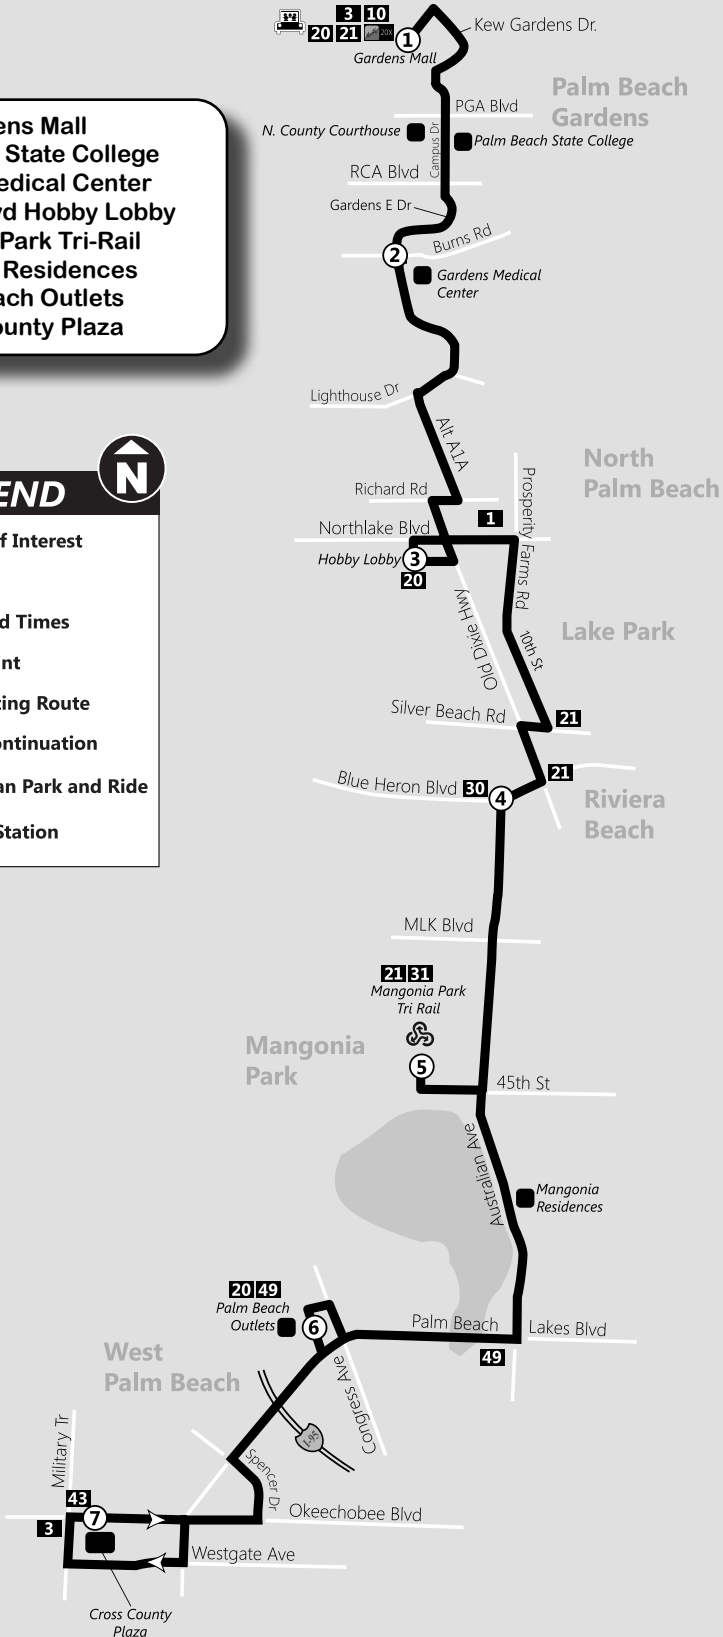 3 10
20 21 20X
1
Gardens Mall
Kew Gardens Dr.
Palm Beach
Gardens
PGA Blvd
N. County Courthouse
Campus Dr
Palm Beach State College
RCA Blvd
Gardens E Dr
Burns Rd
2
Gardens Medical
Center
ens Mall
State College
edical Center
d Hobby Lobby
Park Tri-Rail
Residences
ach Outlets
ounty Plaza
Lighthouse Dr
Alt A1A
N
END
f Interest
d Times
nt
ting Route
ontinuation
an Park and Ride
Station
North
Palm Beach
Richard Rd
Prosperity Farms Rd
1
Northlake Blvd
Hobby Lobby
3
20
Old Dixie Hwy
10th St
Lake Park
Silver Beach Rd
21
21
Blue Heron Blvd
30
4
Riviera
Beach
MLK Blvd
21 31
Mangonia Park
Tri Rail
Mangonia
Park
5
45th St
Australian Ave
Mangonia
Residences
20 49
Palm Beach
Outlets
6
Palm Beach
Lakes Blvd
49
West
Palm Beach
Congress Ave
I-95
Military Tr
Spencer Dr
43
7
3
Okeechobee Blvd
Westgate Ave
Cross County
Plaza